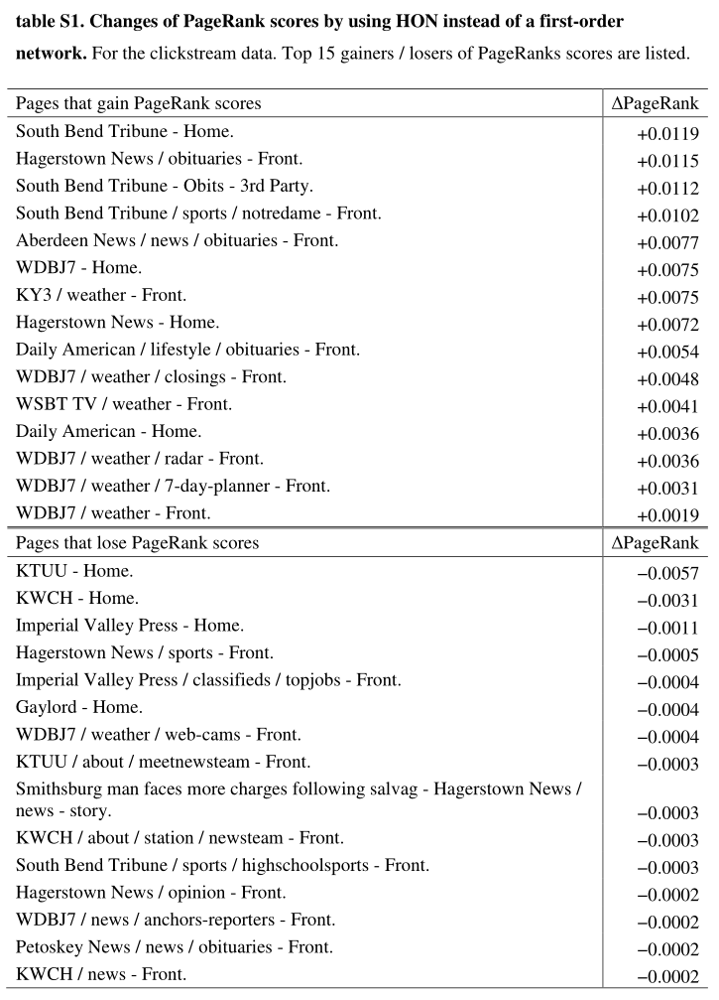 table S1. Changes of PageRank scores by using HON instead of a first-order
network. For the clickstream data. Top 15 gainers / losers of PageRanks scores are listed.
Pages that gain PageRank scores ΔPageRank
South Bend Tribune - Home. +0.0119
Hagerstown News / obituaries - Front. +0.0115
South Bend Tribune - Obits - 3rd Party. +0.0112
South Bend Tribune / sports / notredame - Front. +0.0102
Aberdeen News / news / obituaries - Front. +0.0077
WDBJ7 - Home. +0.0075
KY3 / weather - Front. +0.0075
Hagerstown News - Home. +0.0072
Daily American / lifestyle / obituaries - Front. +0.0054
WDBJ7 / weather / closings - Front. +0.0048
WSBT TV / weather - Front. +0.0041
Daily American - Home. +0.0036
WDBJ7 / weather / radar - Front. +0.0036
WDBJ7 / weather / 7-day-planner - Front. +0.0031
WDBJ7 / weather - Front. +0.0019
Pages that lose PageRank scores ΔPageRank
KTUU - Home. −0.0057
KWCH - Home. −0.0031
Imperial Valley Press - Home. −0.0011
Hagerstown News / sports - Front. −0.0005
Imperial Valley Press / classifieds / topjobs - Front. −0.0004
Gaylord - Home. −0.0004
WDBJ7 / weather / web-cams - Front. −0.0004
KTUU / about / meetnewsteam - Front. −0.0003
Smithsburg man faces more charges following salvag - Hagerstown News /
news - story. −0.0003
KWCH / about / station / newsteam - Front. −0.0003
South Bend Tribune / sports / highschoolsports - Front. −0.0003
Hagerstown News / opinion - Front. −0.0002
WDBJ7 / news / anchors-reporters - Front. −0.0002
Petoskey News / news / obituaries - Front. −0.0002
KWCH / news - Front. −0.0002